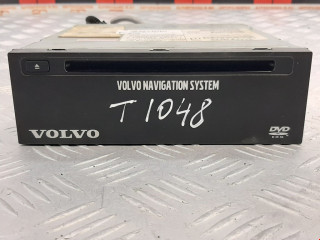 VOLVO NAVIGATION SYSTEM
T 1048
VOLVO
DVD